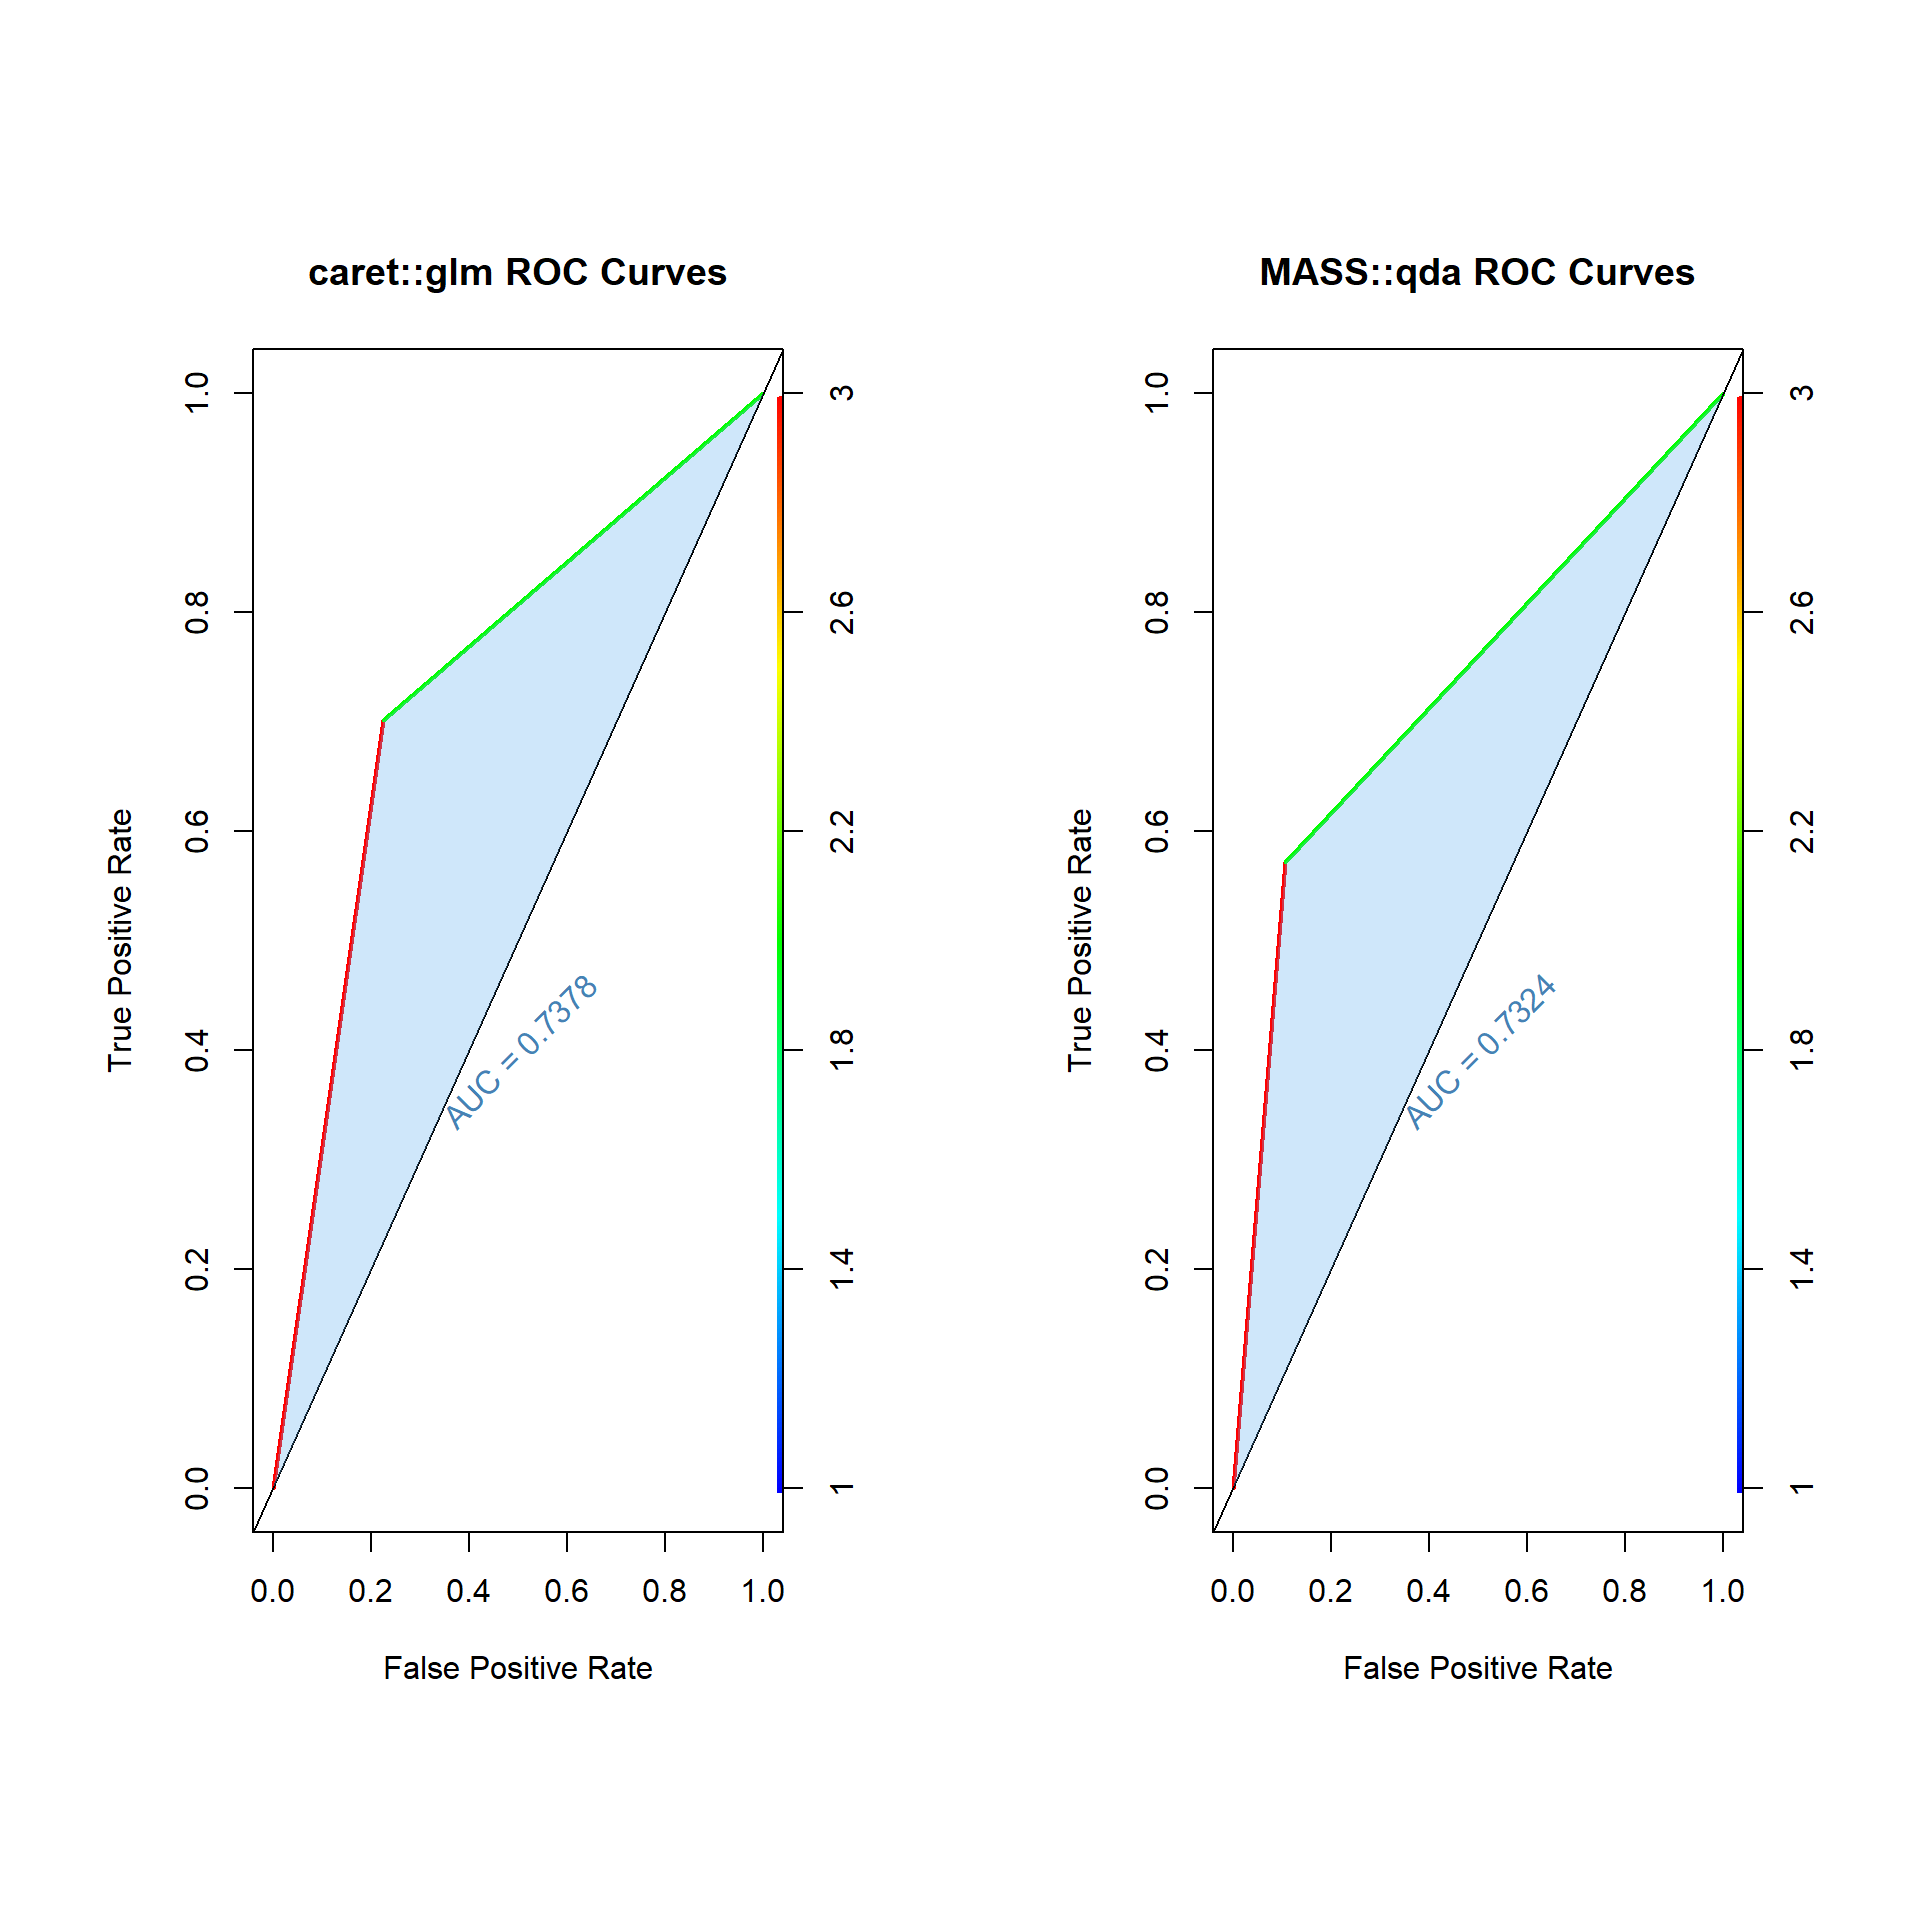 caret::glm ROC Curves
True Positive Rate
1.0
0.8
0.6
0.4
0.2
0.0
AUC = 0.7378
3
2.6
2.2
1.8
1.4
1
0.0 0.2 0.4 0.6 0.8 1.0
False Positive Rate
MASS::qda ROC Curves
True Positive Rate
1.0
0.8
0.6
0.4
0.2
0.0
AUC = 0.7324
3
2.6
2.2
1.8
1.4
1
0.0 0.2 0.4 0.6 0.8 1.0
False Positive Rate